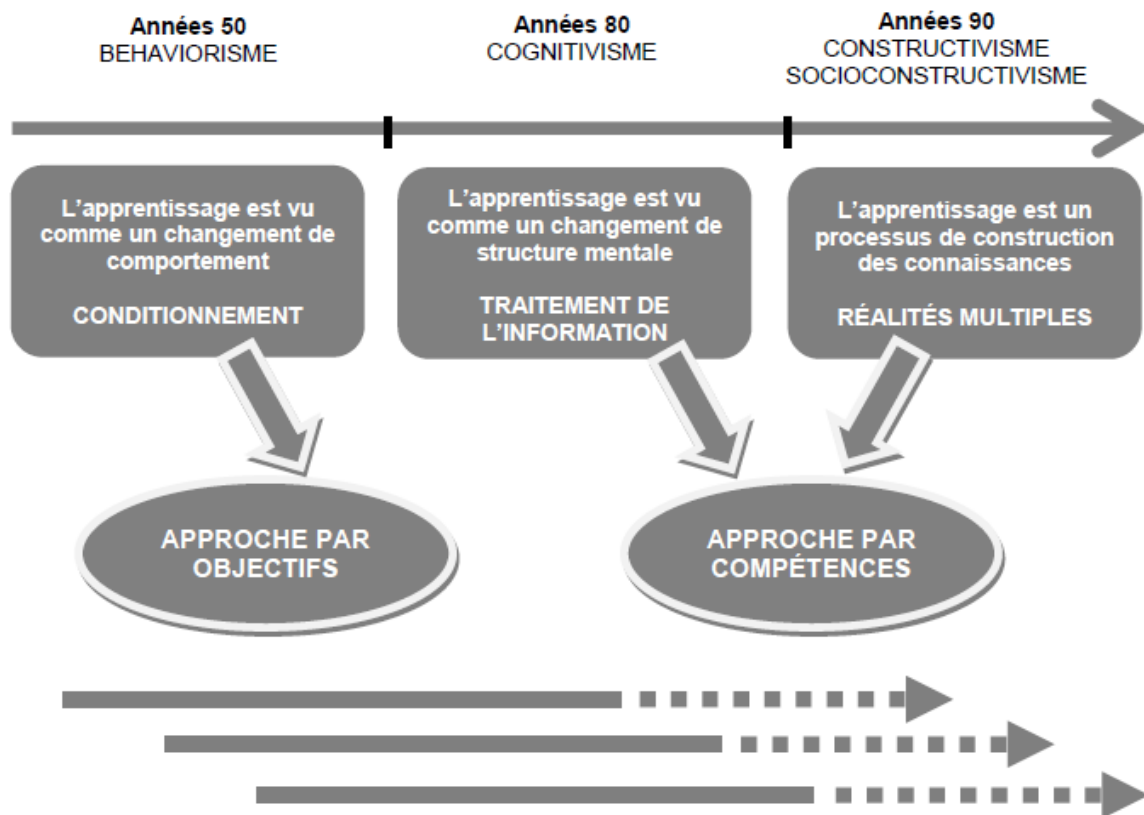 Années 50
BEHAVIORISME
Années 80
COGNITIVISME
Années 90
CONSTRUCTIVISME
SOCIOCONSTRUCTIVISME
L’apprentissage est vu
comme un changement de
comportement
CONDITIONNEMENT
L’apprentissage est vu
comme un changement de
structure mentale
TRAITEMENT DE
L’INFORMATION
L’apprentissage est un
processus de construction
des connaissances
RÉALITÉS MULTIPLES
APPROCHE PAR
OBJECTIFS
APPROCHE PAR
COMPÉTENCES